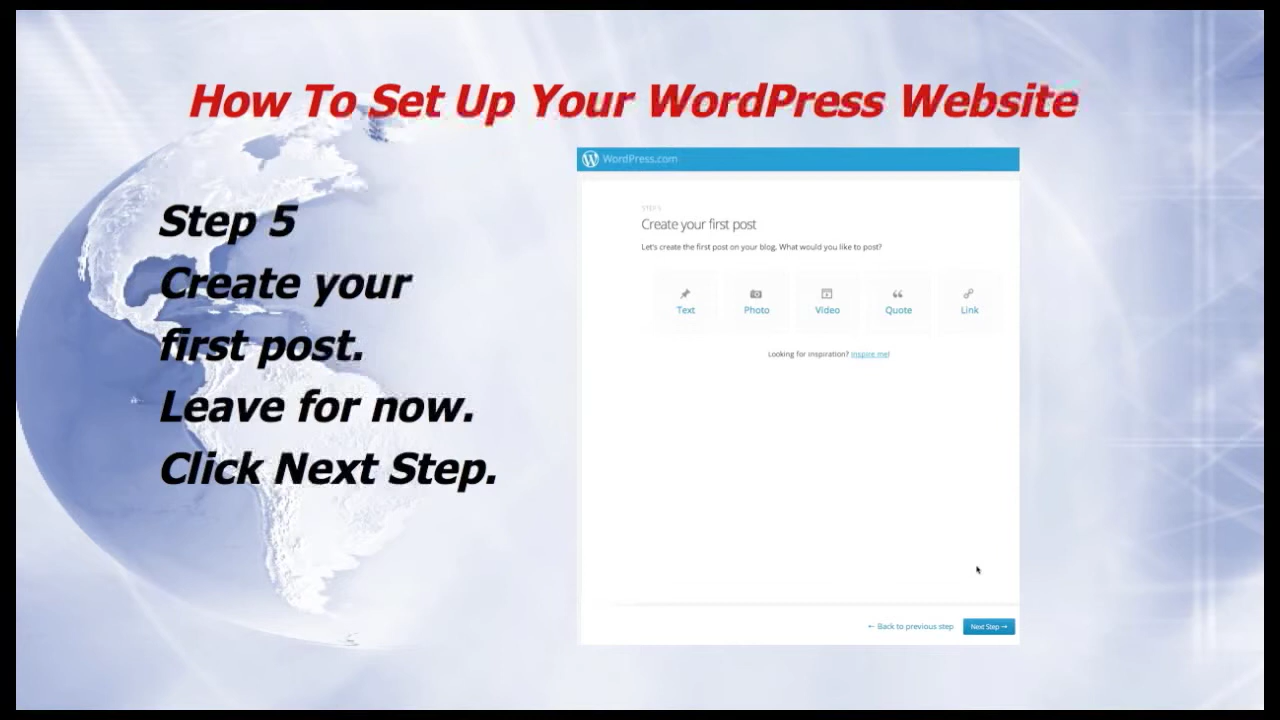 How To Set Up Your WordPress Website
Step 5
Create your
first post.
Leave for now.
Click Next Step.
WordPress.com
STEP 5
Create your first post
Let's create the first post on your blog. What would you like to post?
Text Photo Video Quote Link
Looking for inspiration? Inspire me!
← Back to previous step Next Step →